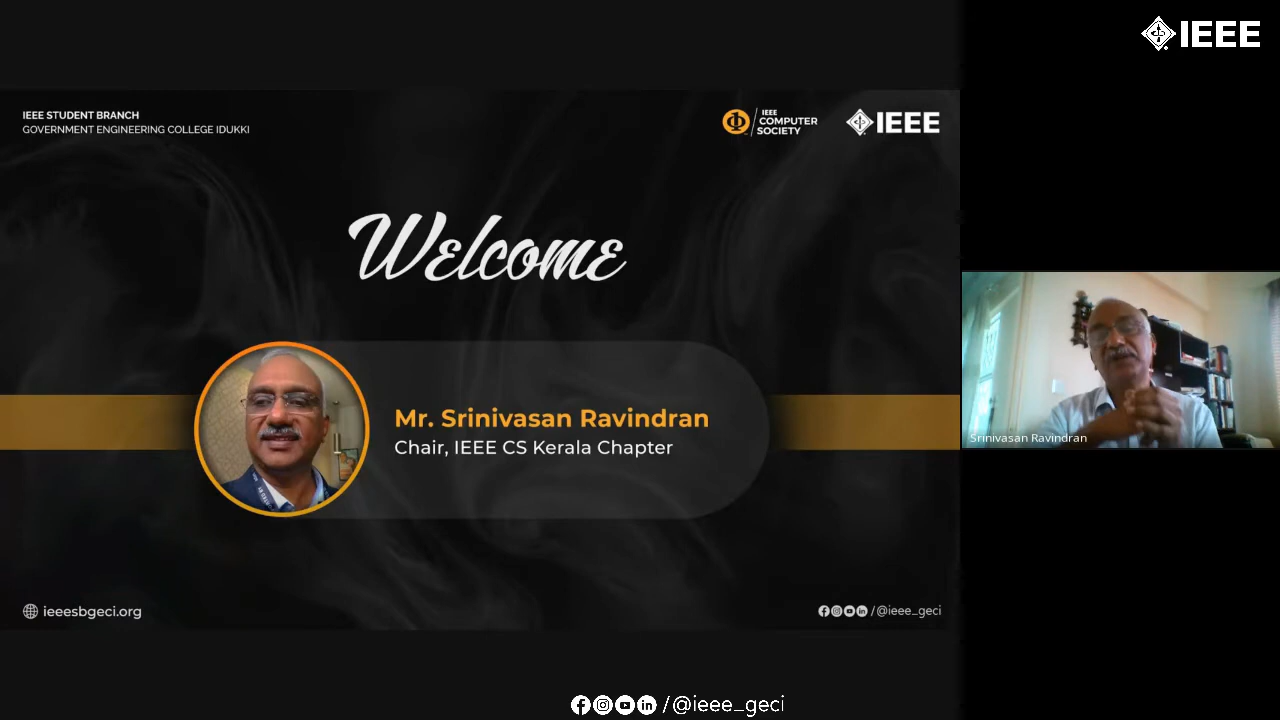 IEEE
IEEE STUDENT BRANCH
GOVERNMENT ENGINEERING COLLEGE IDUKKI
IEEE
COMPUTER
SOCIETY
IEEE
Welcome
Mr. Srinivasan Ravindran
Chair, IEEE CS Kerala Chapter
Srinivasan Ravindran
ieeesbgeci.org
/@ieee_geci
/@ieee_geci